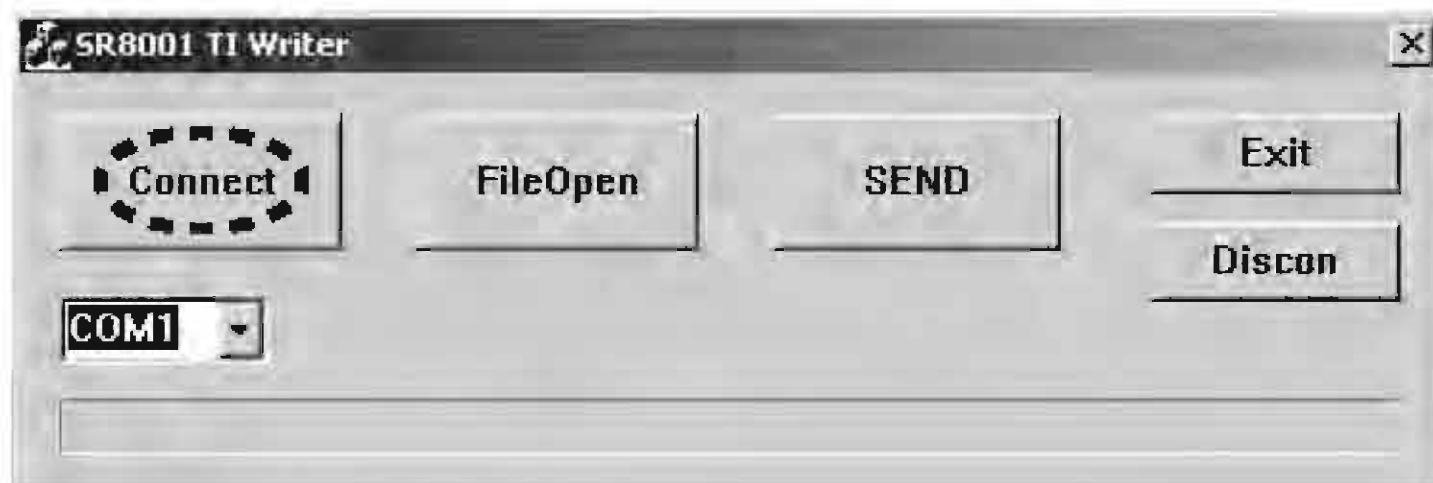 SR8001 TI Writer
Connect FileOpen SEND Exit
Discon
COM1